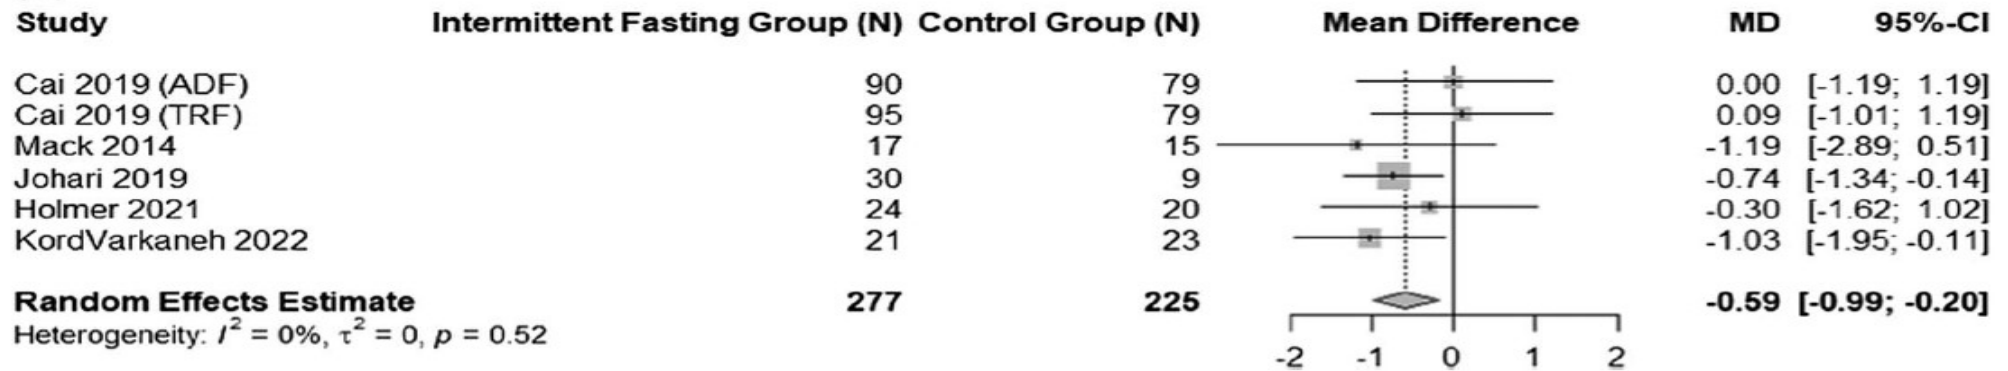 Study Intermittent Fasting Group (N) Control Group (N) Mean Difference MD 95%-CI
Cai 2019 (ADF) 90 79 0.00 [-1.19; 1.19]
Cai 2019 (TRF) 95 79 0.09 [-1.01; 1.19]
Mack 2014 17 15 -1.19 [-2.89; 0.51]
Johari 2019 30 9 -0.74 [-1.34; -0.14]
Holmer 2021 24 20 -0.30 [-1.62; 1.02]
KordVarkaneh 2022 21 23 -1.03 [-1.95; -0.11]
Random Effects Estimate 277 225 -0.59 [-0.99; -0.20]
Heterogeneity: I² = 0%, τ² = 0, p = 0.52
-2 -1 0 1 2